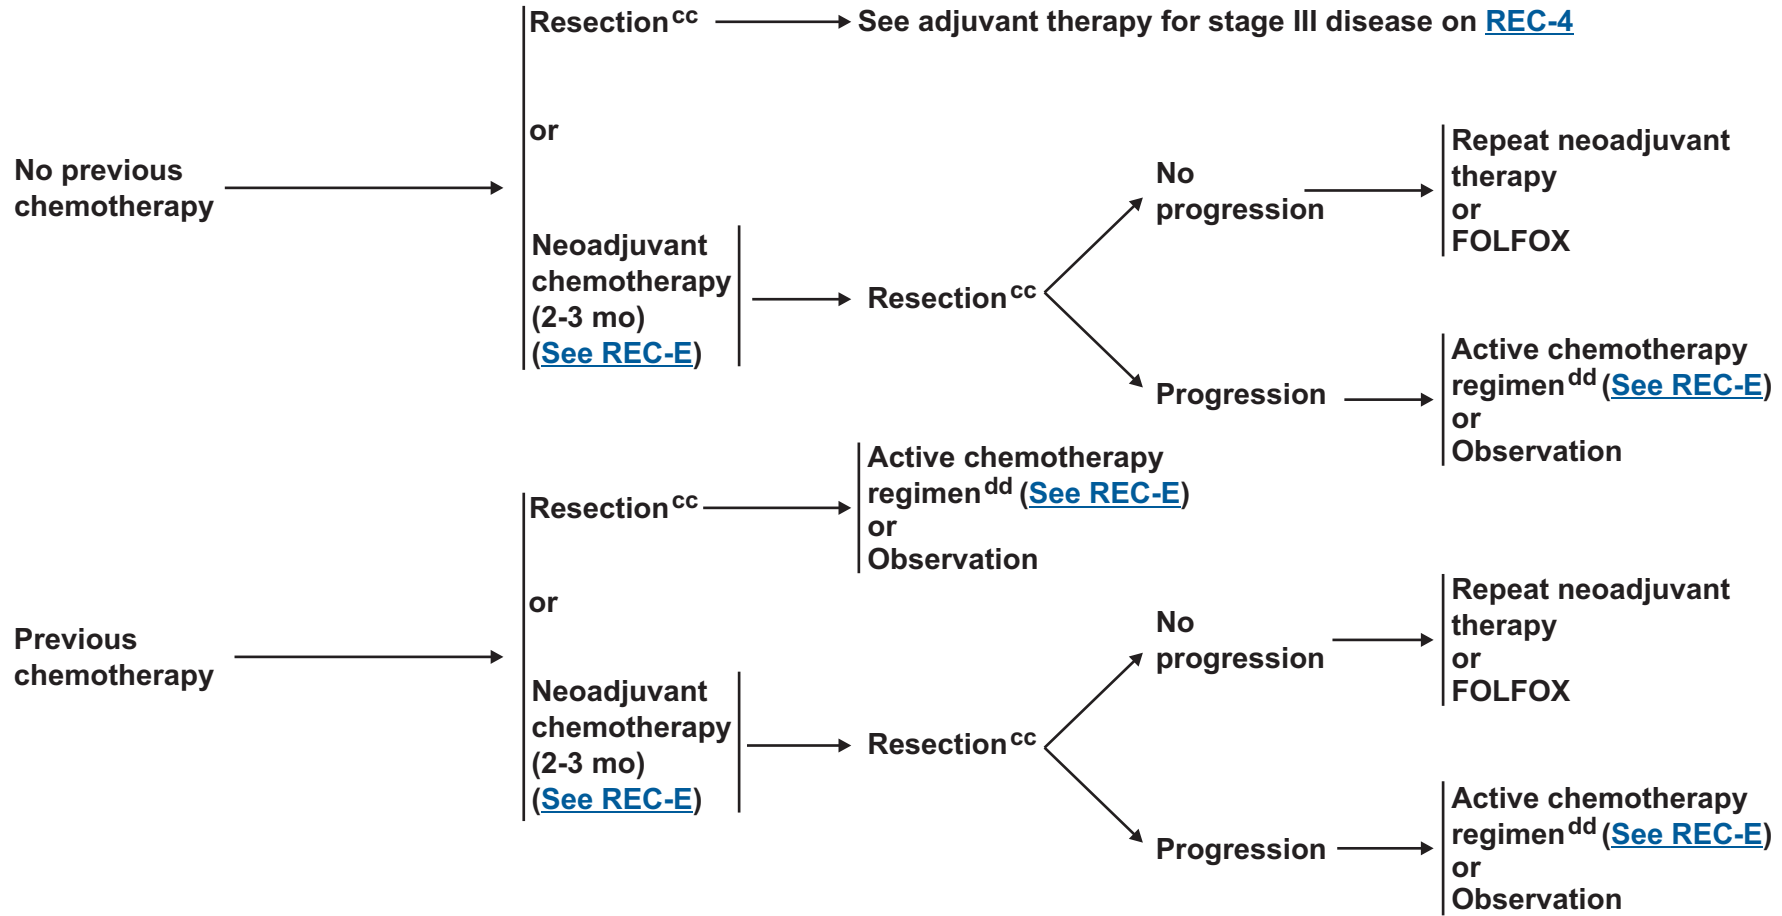 Resection cc
See adjuvant therapy for stage III disease on REC-4
or
No previous
chemotherapy
Neoadjuvant
chemotherapy
(2-3 mo)
(See REC-E)
Resection cc
No
progression
Repeat neoadjuvant
therapy
or
FOLFOX
Progression
Active chemotherapy
regimen dd (See REC-E)
or
Observation
Resection cc
Active chemotherapy
regimen dd (See REC-E)
or
Observation
or
Previous
chemotherapy
Neoadjuvant
chemotherapy
(2-3 mo)
(See REC-E)
Resection cc
No
progression
Repeat neoadjuvant
therapy
or
FOLFOX
Progression
Active chemotherapy
regimen dd (See REC-E)
or
Observation